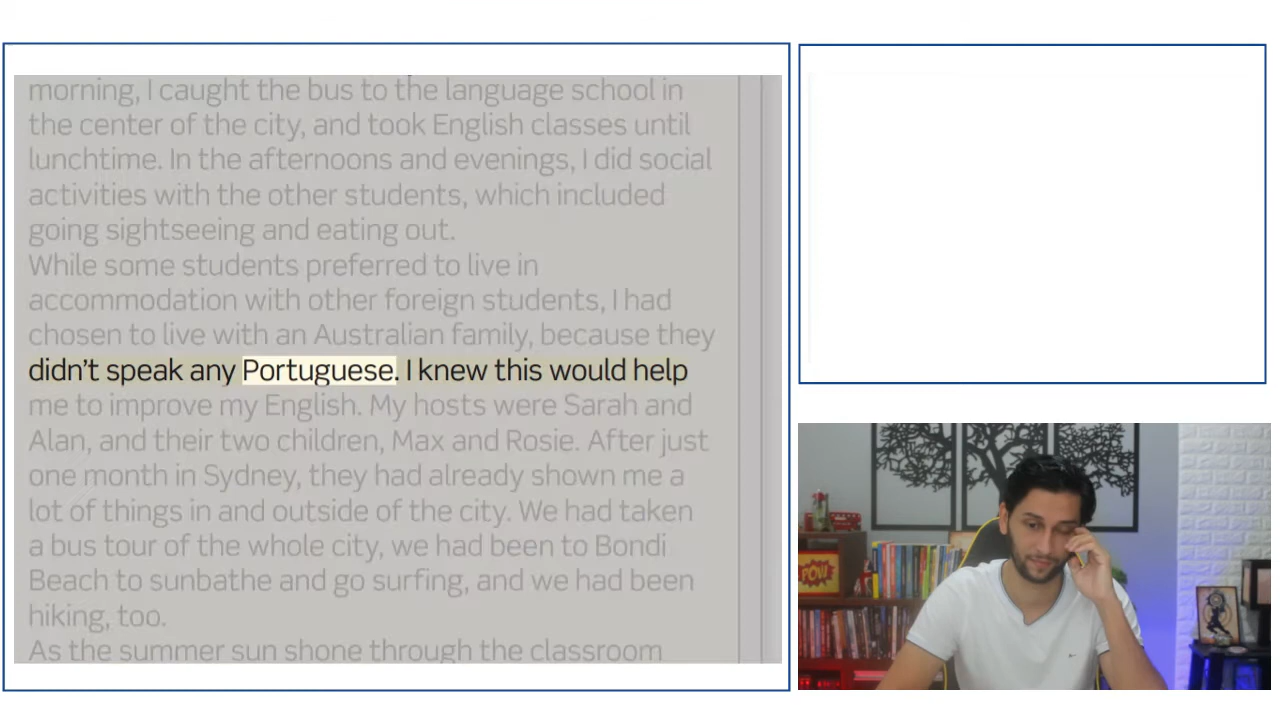 morning, I caught the bus to the language school in
the center of the city, and took English classes until
lunchtime. In the afternoons and evenings, I did social
activities with the other students, which included
going sightseeing and eating out.
While some students preferred to live in
accommodation with other foreign students, I had
chosen to live with an Australian family, because they
didn't speak any Portuguese. I knew this would help
me to improve my English. My hosts were Sarah and
Alan, and their two children, Max and Rosie. After just
one month in Sydney, they had already shown me a
lot of things in and outside of the city. We had taken
a bus tour of the whole city, we had been to Bondi
Beachto sunbathe and go surfing, and we had been
hiking, too.
As the summer sun shone through the classroom
POW!